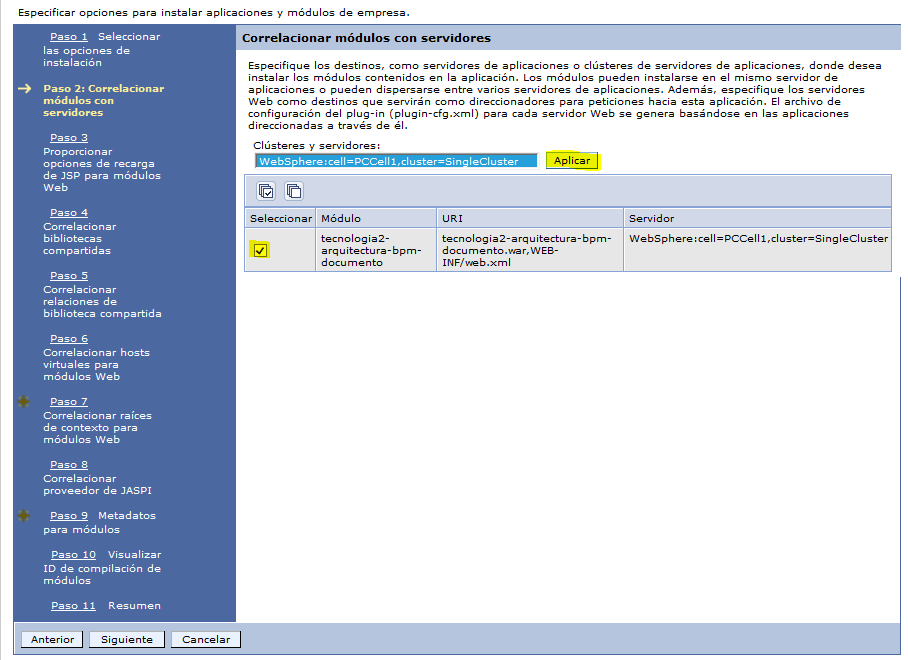 Especificar opciones para instalar aplicaciones y módulos de empresa.
Paso 1 Seleccionar
las opciones de
instalación
Paso 2: Correlacionar
módulos con
servidores
Paso 3
Proporcionar
opciones de recarga
de JSP para módulos
Web
Paso 4
Correlacionar
bibliotecas
compartidas
Paso 5
Correlacionar
relaciones de
biblioteca compartida
Paso 6
Correlacionar hosts
virtuales para
módulos Web
Paso 7
Correlacionar raíces
de contexto para
módulos Web
Paso 8
Correlacionar
proveedor de JASPI
Paso 9 Metadatos
para módulos
Paso 10 Visualizar
ID de compilación de
módulos
Paso 11 Resumen
Correlacionar módulos con servidores
Especifique los destinos, como servidores de aplicaciones o clústeres de servidores de aplicaciones, donde desea
instalar los módulos contenidos en la aplicación. Los módulos pueden instalarse en el mismo servidor de
aplicaciones o pueden dispersarse entre varios servidores de aplicaciones. Además, especifique los servidores
Web como destinos que servirán como direccionadores para peticiones hacia esta aplicación. El archivo de
configuración del plug-in (plugin-cfg.xml) para cada servidor Web se genera basándose en las aplicaciones
direccionadas a través de él.
Clústeres y servidores:
WebSphere:cell=PCCell1,cluster=SingleCluster Aplicar
Seleccionar Módulo URI Servidor
tecnologia2- tecnologia2-arquitectura-bpm- WebSphere:cell=PCCell1,cluster=SingleCluster
arquitectura-bpm- documento.war,WEB-
documento INF/web.xml
Anterior Siguiente Cancelar